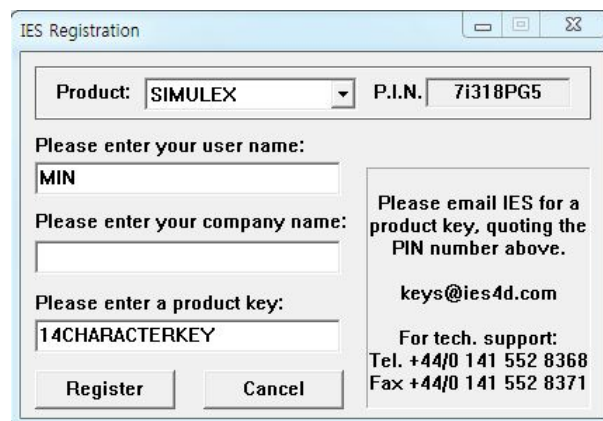 IES Registration
Product: SIMULEX P.I.N. 7i318PG5
Please enter your user name:
MIN
Please enter your company name:
Please enter a product key:
14CHARACTERKEY
Register Cancel
Please email IES for a
product key, quoting the
PIN number above.
keys@ies4d.com
For tech. support:
Tel. +44/0 141 552 8368
Fax +44/0 141 552 8371